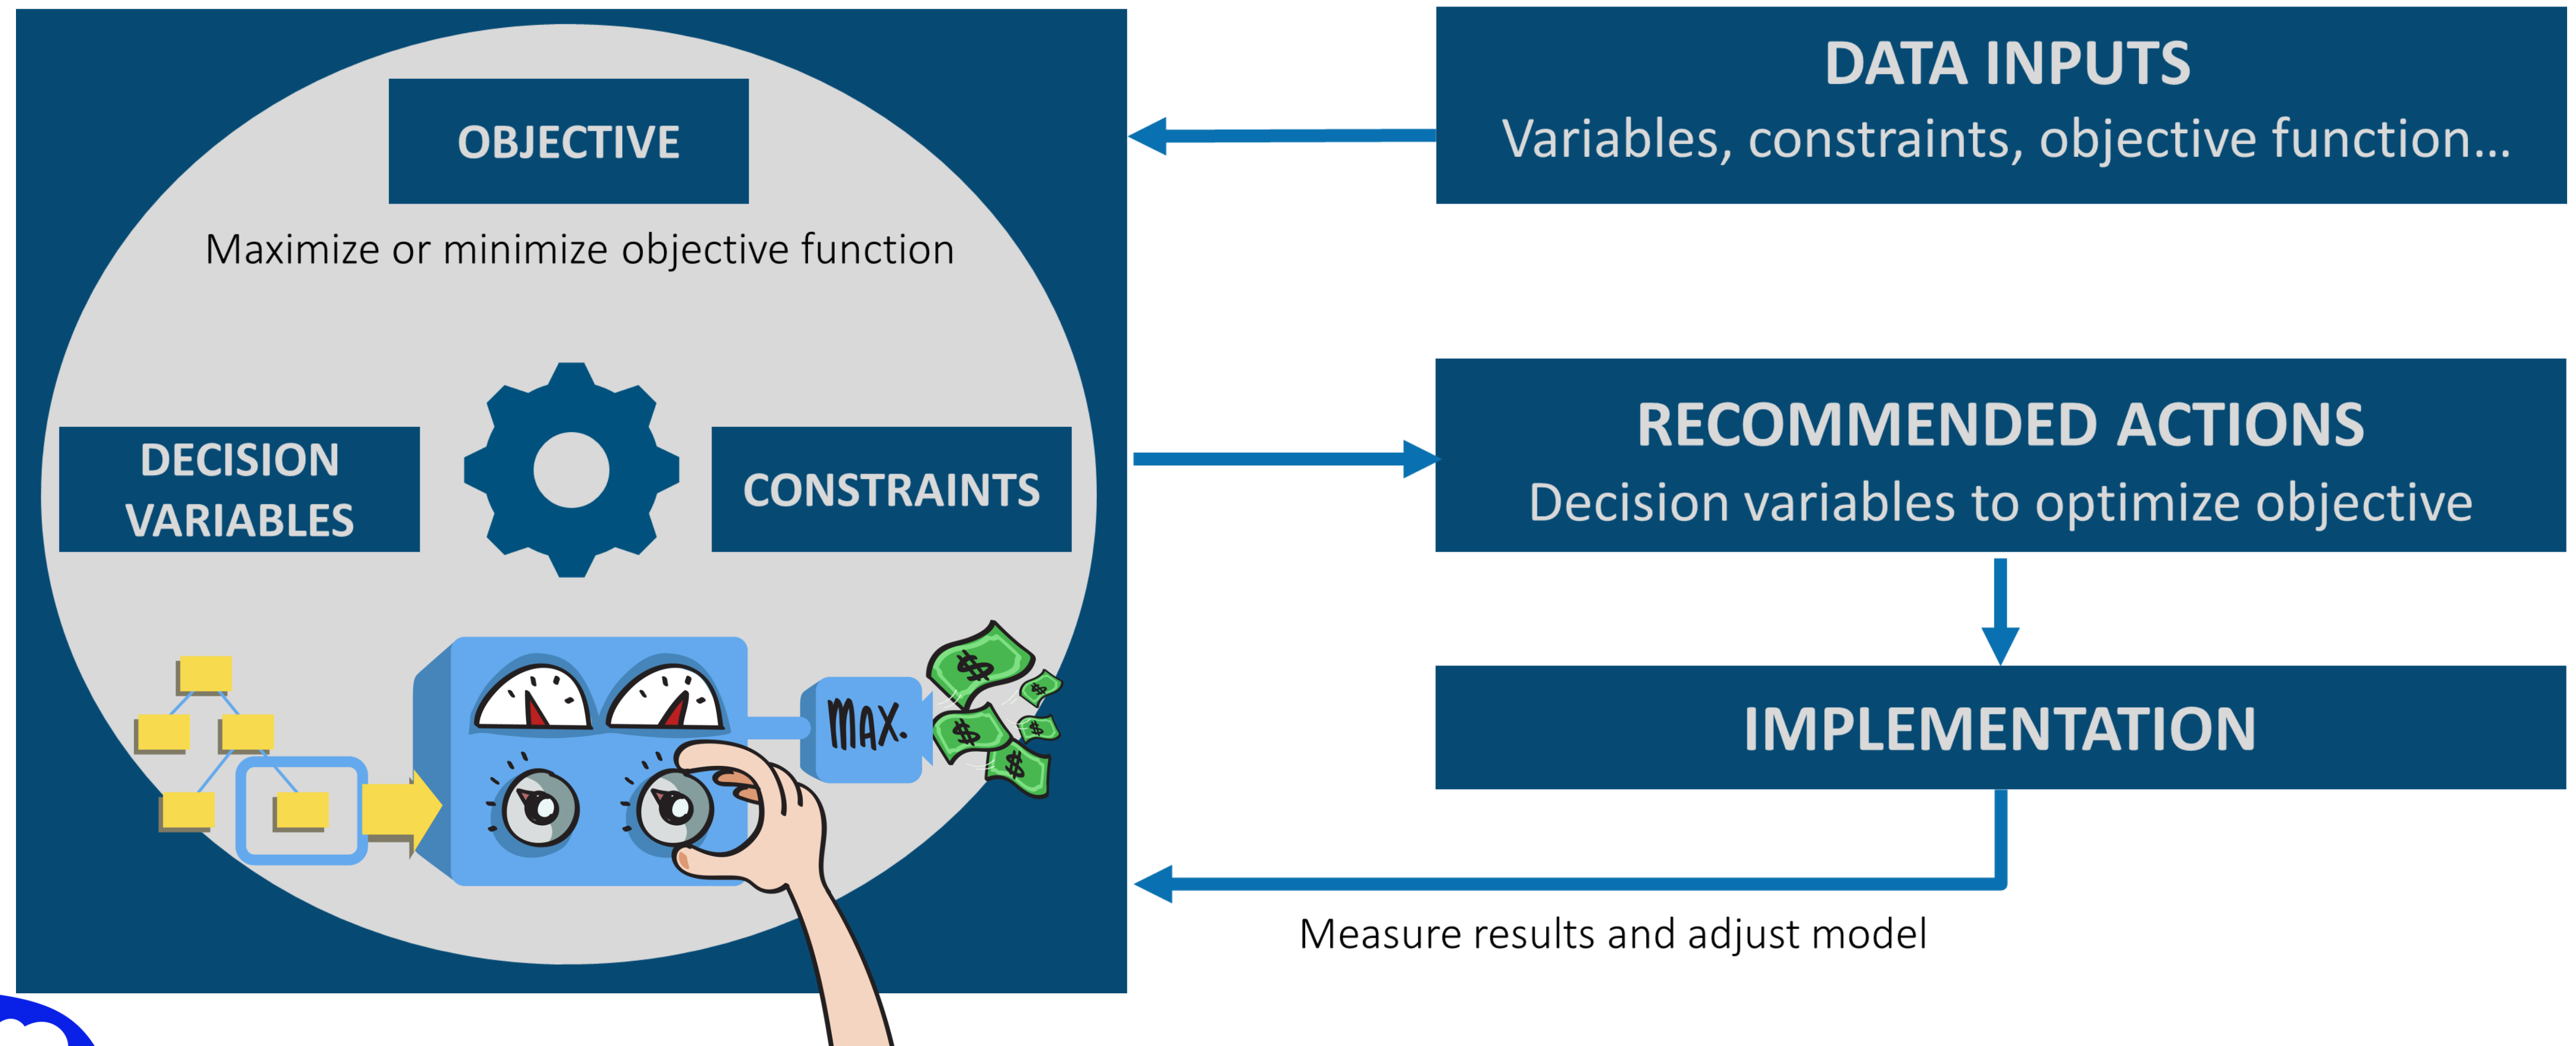 OBJECTIVE
Maximize or minimize objective function
DECISION
VARIABLES
CONSTRAINTS
MAX.
$
$
$
$
$
DATA INPUTS
Variables, constraints, objective function...
RECOMMENDED ACTIONS
Decision variables to optimize objective
IMPLEMENTATION
Measure results and adjust model